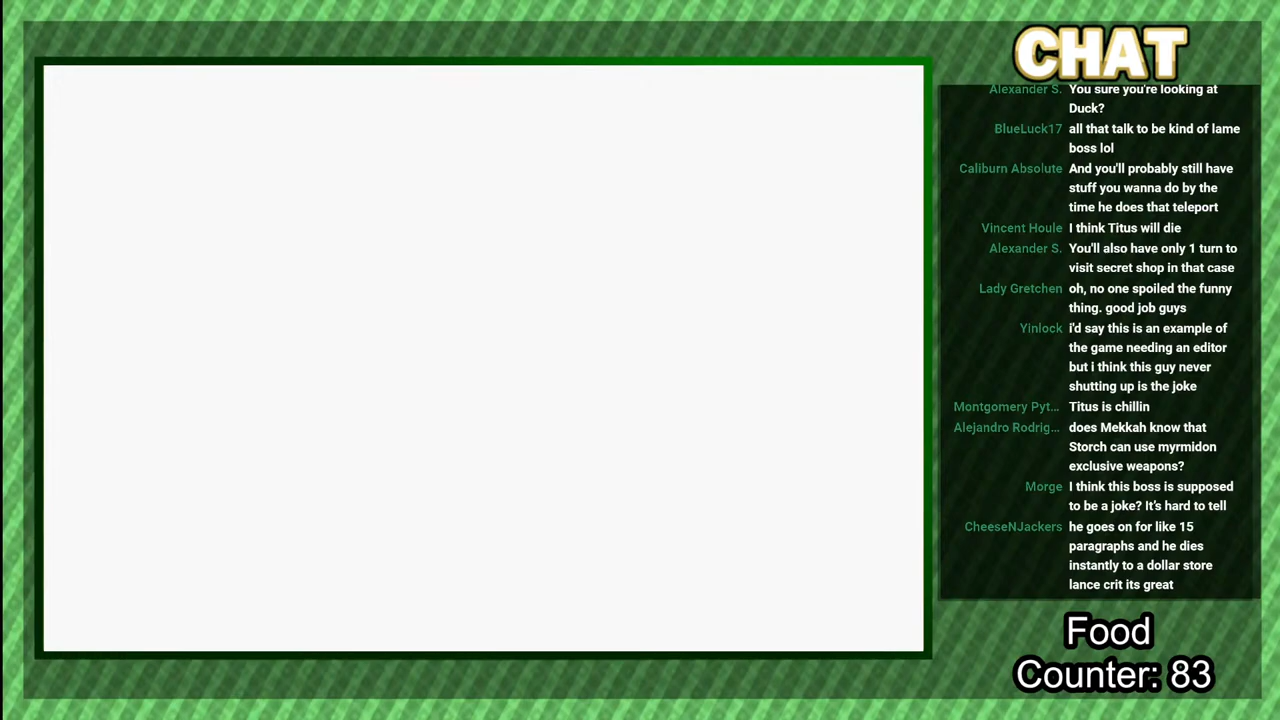 CHAT
Alexander S. You sure you're looking at
Duck?
BlueLuck17 all that talk to be kind of lame
boss lol
Caliburn Absolute And you'll probably still have
stuff you wanna do by the
time he does that teleport
Vincent Houle I think Titus will die
Alexander S. You'll also have only 1 turn to
visit secret shop in that case
Lady Gretchen oh, no one spoiled the funny
thing. good job guys
Yinlock i'd say this is an example of
the game needing an editor
but i think this guy never
shutting up is the joke
Montgomery Pyt... Titus is chillin
Alejandro Rodrig... does Mekkah know that
Storch can use myrmidon
exclusive weapons?
Morge I think this boss is supposed
to be a joke? It's hard to tell
CheeseNJackers he goes on for like 15
paragraphs and he dies
instantly to a dollar store
lance crit its great
Food
Counter: 83